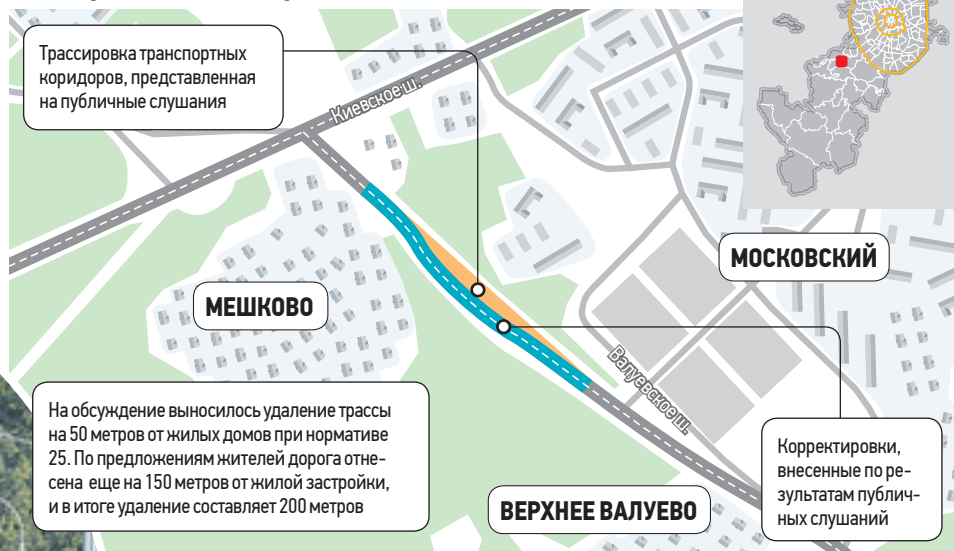 Трассировка транспортных
коридоров, представленная
на публичные слушания
Киевское ш.
МОСКОВСКИЙ
МЕШКОВО
Валуевское ш.
На обсуждение выносилось удаление трассы
на 50 метров от жилых домов при нормативе
25. По предложениям жителей дорога отне-
сена еще на 150 метров от жилой застройки,
и в итоге удаление составляет 200 метров
Корректировки,
внесенные по ре-
зультатам публич-
ных слушаний
ВЕРХНЕЕ ВАЛУЕВО